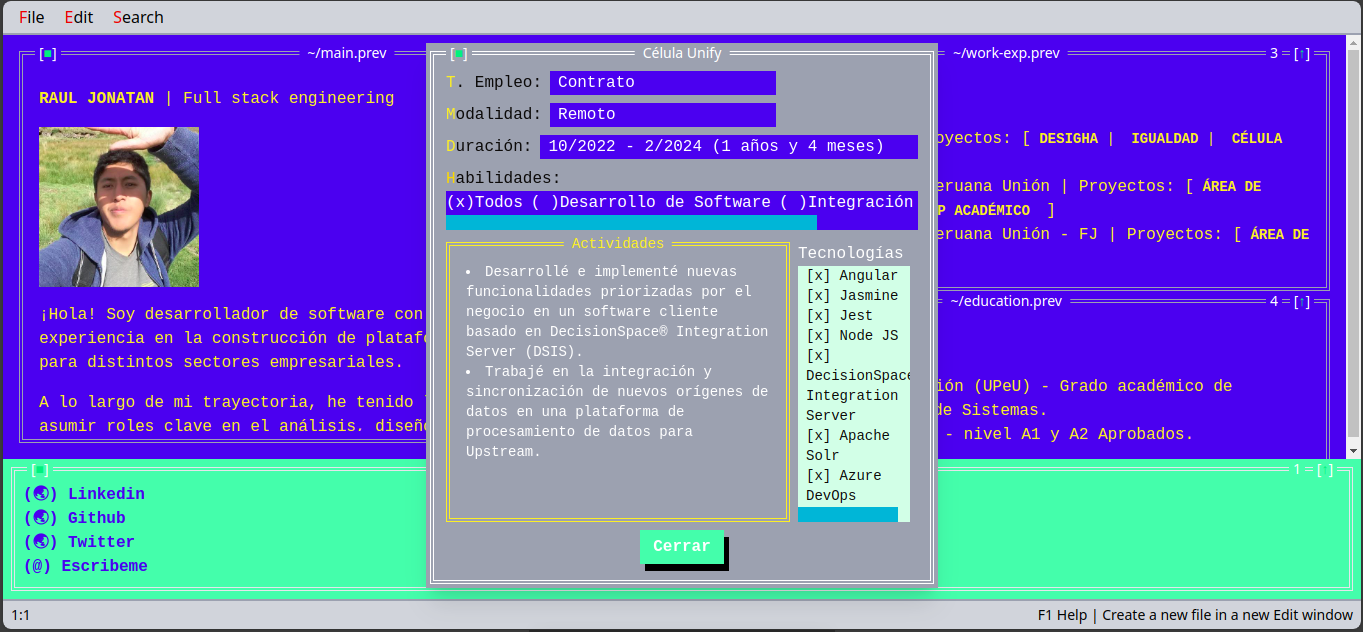 File Edit Search
[■] ~/main.prev
RAUL JONATAN | Full stack engineering
¡Hola! Soy desarrollador de software con
experiencia en la construcción de
para distintos sectores empresariales.
A lo largo de mi trayectoria, he tenido
asumir roles clave en el análisis, diseñ
[■] Célula Unify
T. Empleo: Contrato
Modalidad: Remoto
Duración: 10/2022 - 2/2024 (1 años y 4 meses)
Habilidades:
(x)Todos ( )Desarrollo de Software ( )Integración
Actividades
• Desarrollé e implementé nuevas
funcionalidades priorizadas por el
negocio en un software cliente
basado en DecisionSpace® Integration
Server (DSIS).
• Trabajé en la integración y
sincronización de nuevos orígenes de
datos en una plataforma de
procesamiento de datos para
Upstream.
Tecnologías
[x] Angular
[x] Jasmine
[x] Jest
[x] Node JS
[x]
DecisionSpace
Integration
Server
[x] Apache
Solr
[x] Azure
DevOps
Cerrar
~/work-exp.prev 3 = [↑]
oyectos: [ DESIGHA | IGUALDAD | CÉLULA
eruana Unión | Proyectos: [ ÁREA DE
P ACADÉMICO ]
eruana Unión - FJ | Proyectos: [ ÁREA DE
~/education.prev 4 = [↑]
ión (UPeU) - Grado académico de
de Sistemas.
- nivel A1 y A2 Aprobados.
[■] 1 = [↑]
(🌏) Linkedin
(🌏) Github
(🌏) Twitter
(@) Escribeme
1:1 F1 Help | Create a new file in a new Edit window